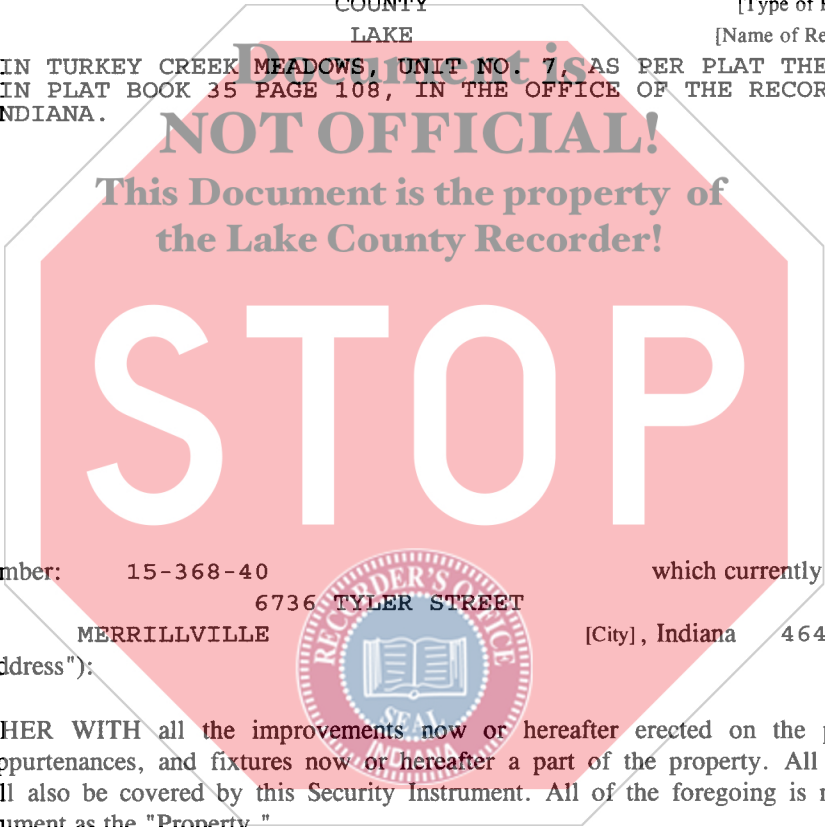 COUNTY [Type of
LAKE [Name of Re
IN TURKEY CREEK MEADOWS, UNIT NO. 7, AS PER PLAT THE
IN PLAT BOOK 35 PAGE 108, IN THE OFFICE OF THE RECOR
NDIANA.
Document is
NOT OFFICIAL!
This Document is the property of
the Lake County Recorder!
STOP
mber: 15-368-40 which currently
6736 TYLER STREET
MERRILLVILLE [City], Indiana 464
ddress"):
RECORDER'S OFFICE
SEAL
INDIANA
HER WITH all the improvements now or hereafter erected on the p
ppurtenances, and fixtures now or hereafter a part of the property. All
ll also be covered by this Security Instrument. All of the foregoing is r
ument as the "Property."